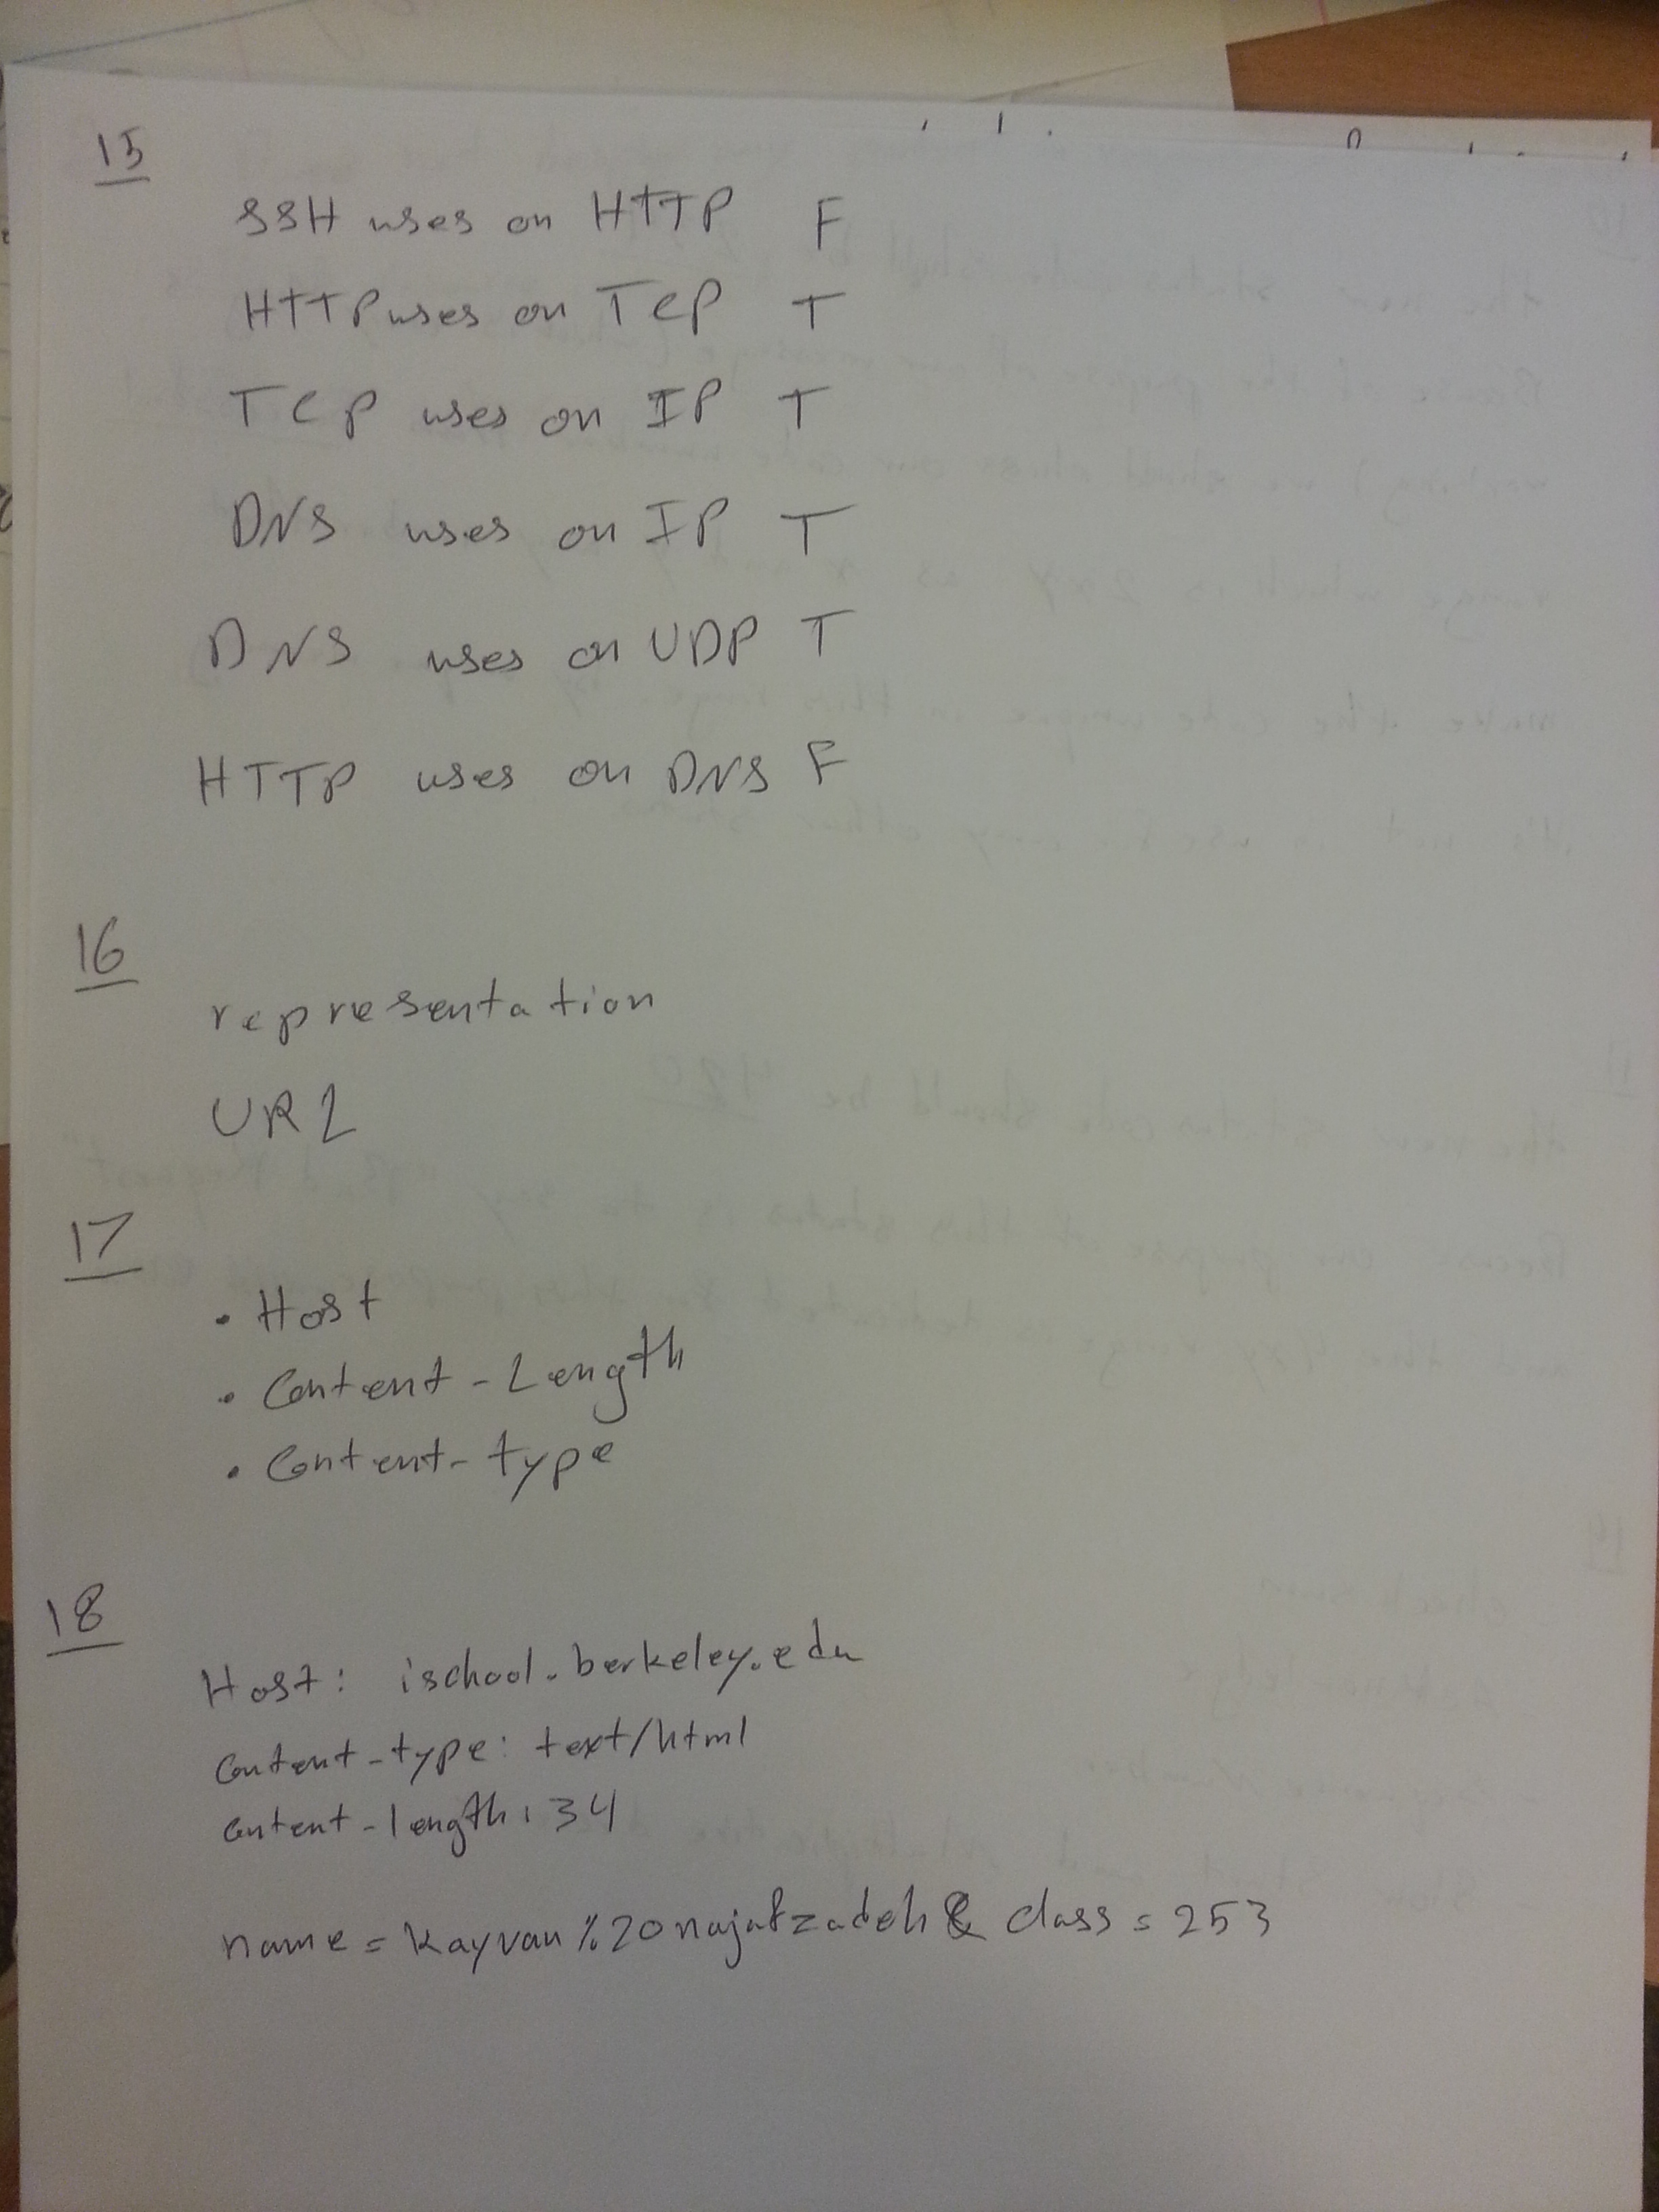 15
SSH uses on HTTP F
HTTP uses on TCP T
TCP uses on IP T
DNS uses on IP T
DNS uses on UDP T
HTTP uses on DNS F
16
representation
URL
17
• Host
• Content-Length
• Content-type
18
Host: ischool.berkeley.edu
content-type: text/html
content-length: 34
name=kayvan%20najafzadeh & class=253